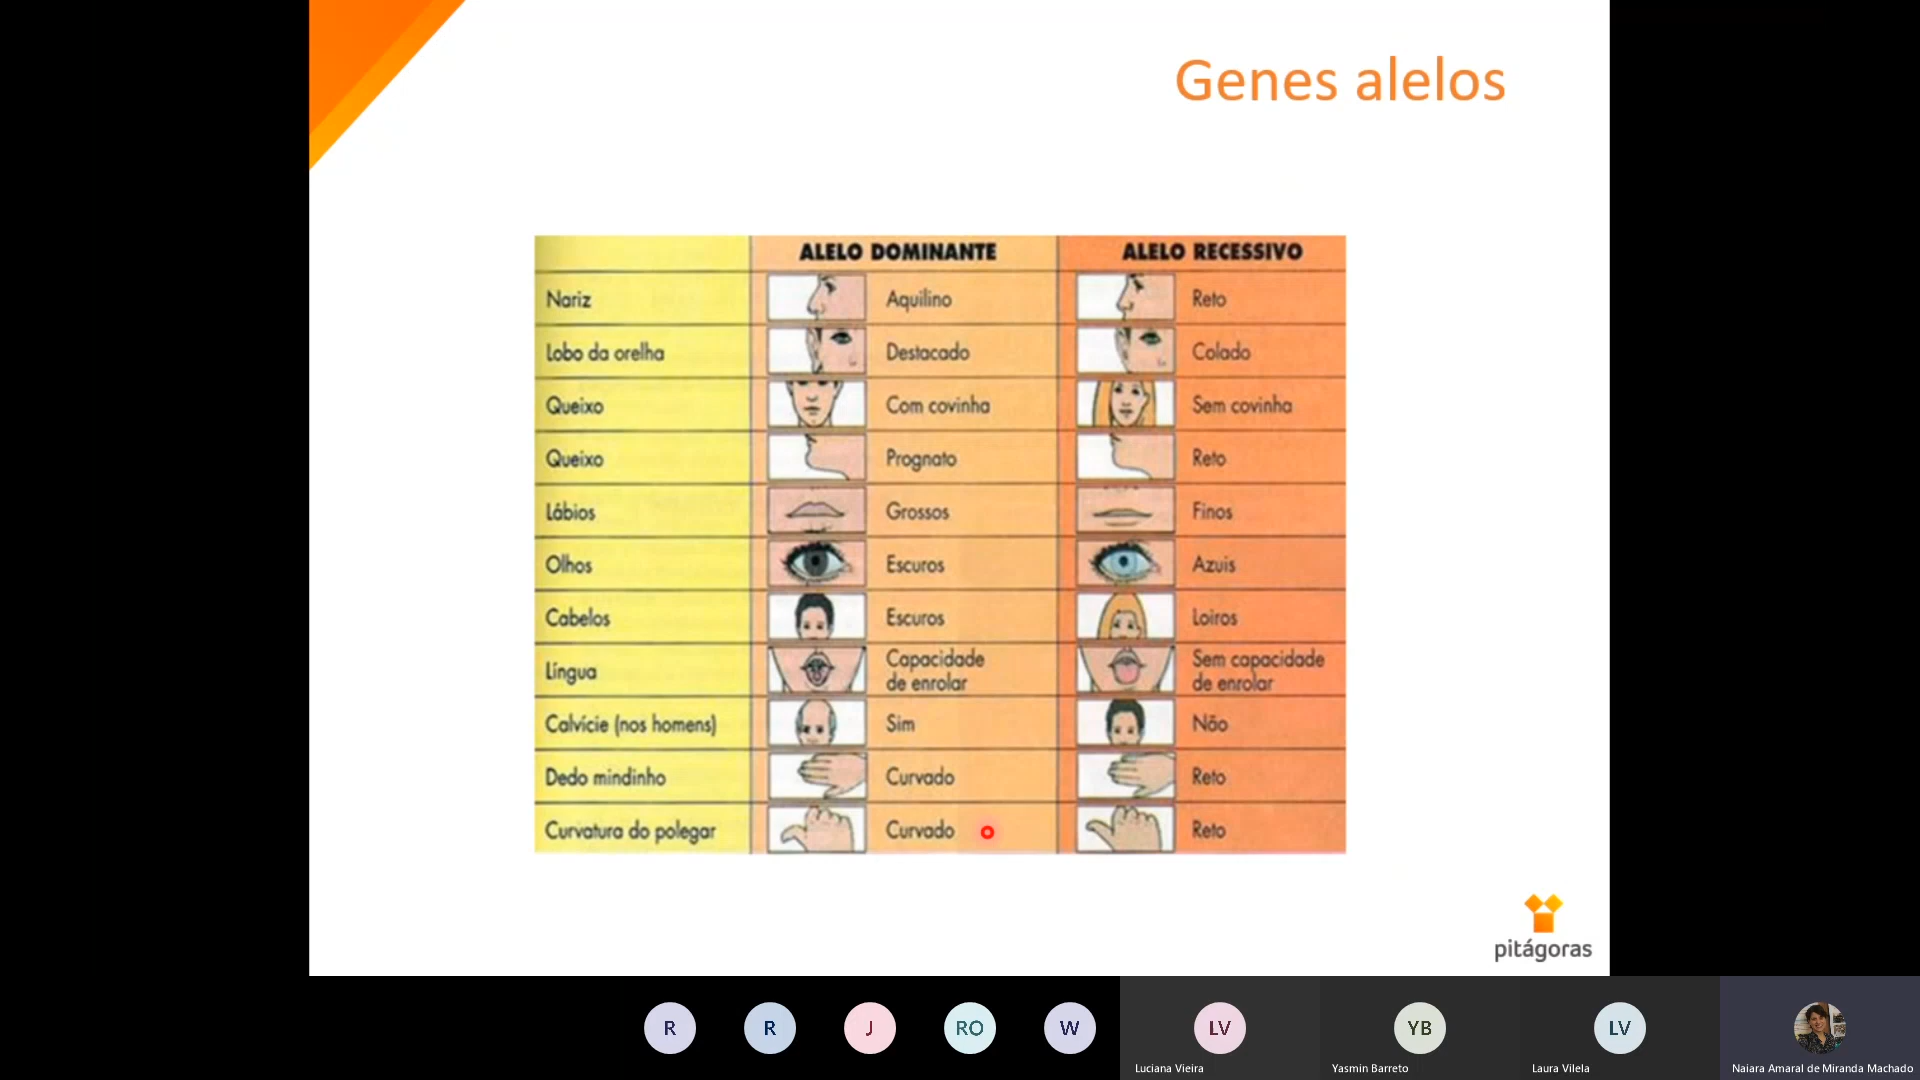 Genes alelos
ALELO DOMINANTE ALELO RECESSIVO
Nariz Aquilino Reto
Lobo da orelha Destacado Colado
Queixo Com covinha Sem covinha
Queixo Prognato Reto
Lábios Grossos Finos
Olhos Escuros Azuis
Cabelos Escuros Loiros
Língua Capacidade de enrolar Sem capacidade de enrolar
Calvície (nos homens) Sim Não
Dedo mindinho Curvado Reto
Curvatura do polegar Curvado Reto
pitágoras
R R J RO W LV YB LV
Luciana Vieira Yasmin Barreto Laura Vilela Naiara Amaral de Miranda Machado